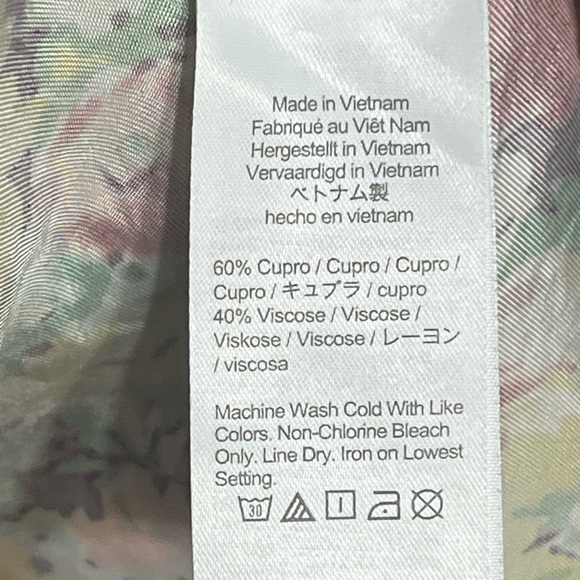 Made in Vietnam
Fabriqué au Viêt Nam
Hergestellt in Vietnam
Vervaardigd in Vietnam
ベトナム製
hecho en vietnam
60% Cupro / Cupro / Cupro /
Cupro / キュプラ / cupro
40% Viscose / Viscose /
Viskose / Viscose / レーヨン
/ viscosa
Machine Wash Cold With Like
Colors. Non-Chlorine Bleach
Only. Line Dry. Iron on Lowest
Setting.
30